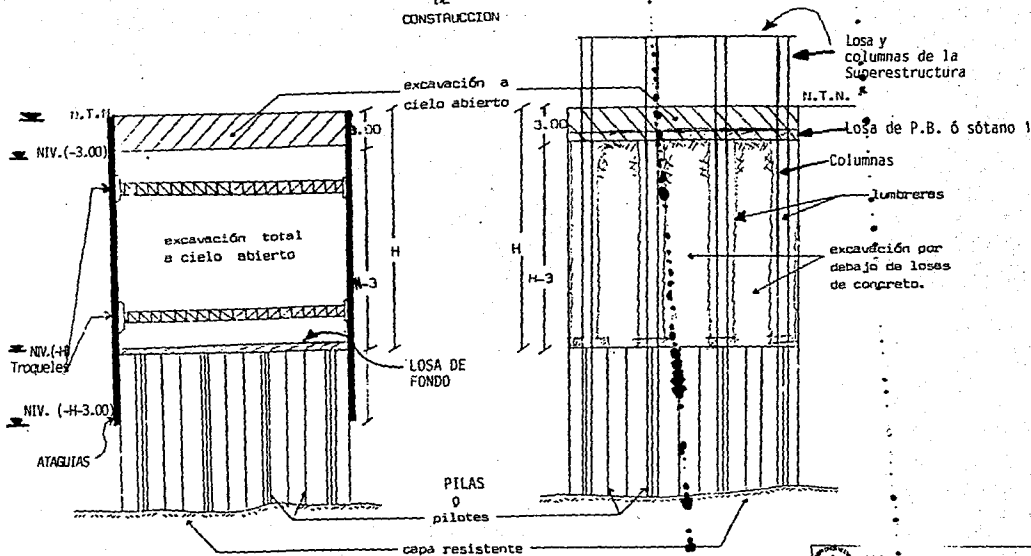 DE
CONSTRUCCION
excavación a
cielo abierto
N.T.N
3.00
NIV.(-3.00)
excavación total
a cielo abierto
H
NIV.(-H)
Troqueles
LOSA DE
FONDO
NIV. (-H-3.00)
ATAGUIAS
PILAS
O
pilotes
capa resistente
Losa y
columnas de la
Superestructura
N.T.N.
3.00
Losa de P.B. ó sótano 1
Columnas
lumbreras
H
H-3
excavación por
debajo de losas
de concreto.